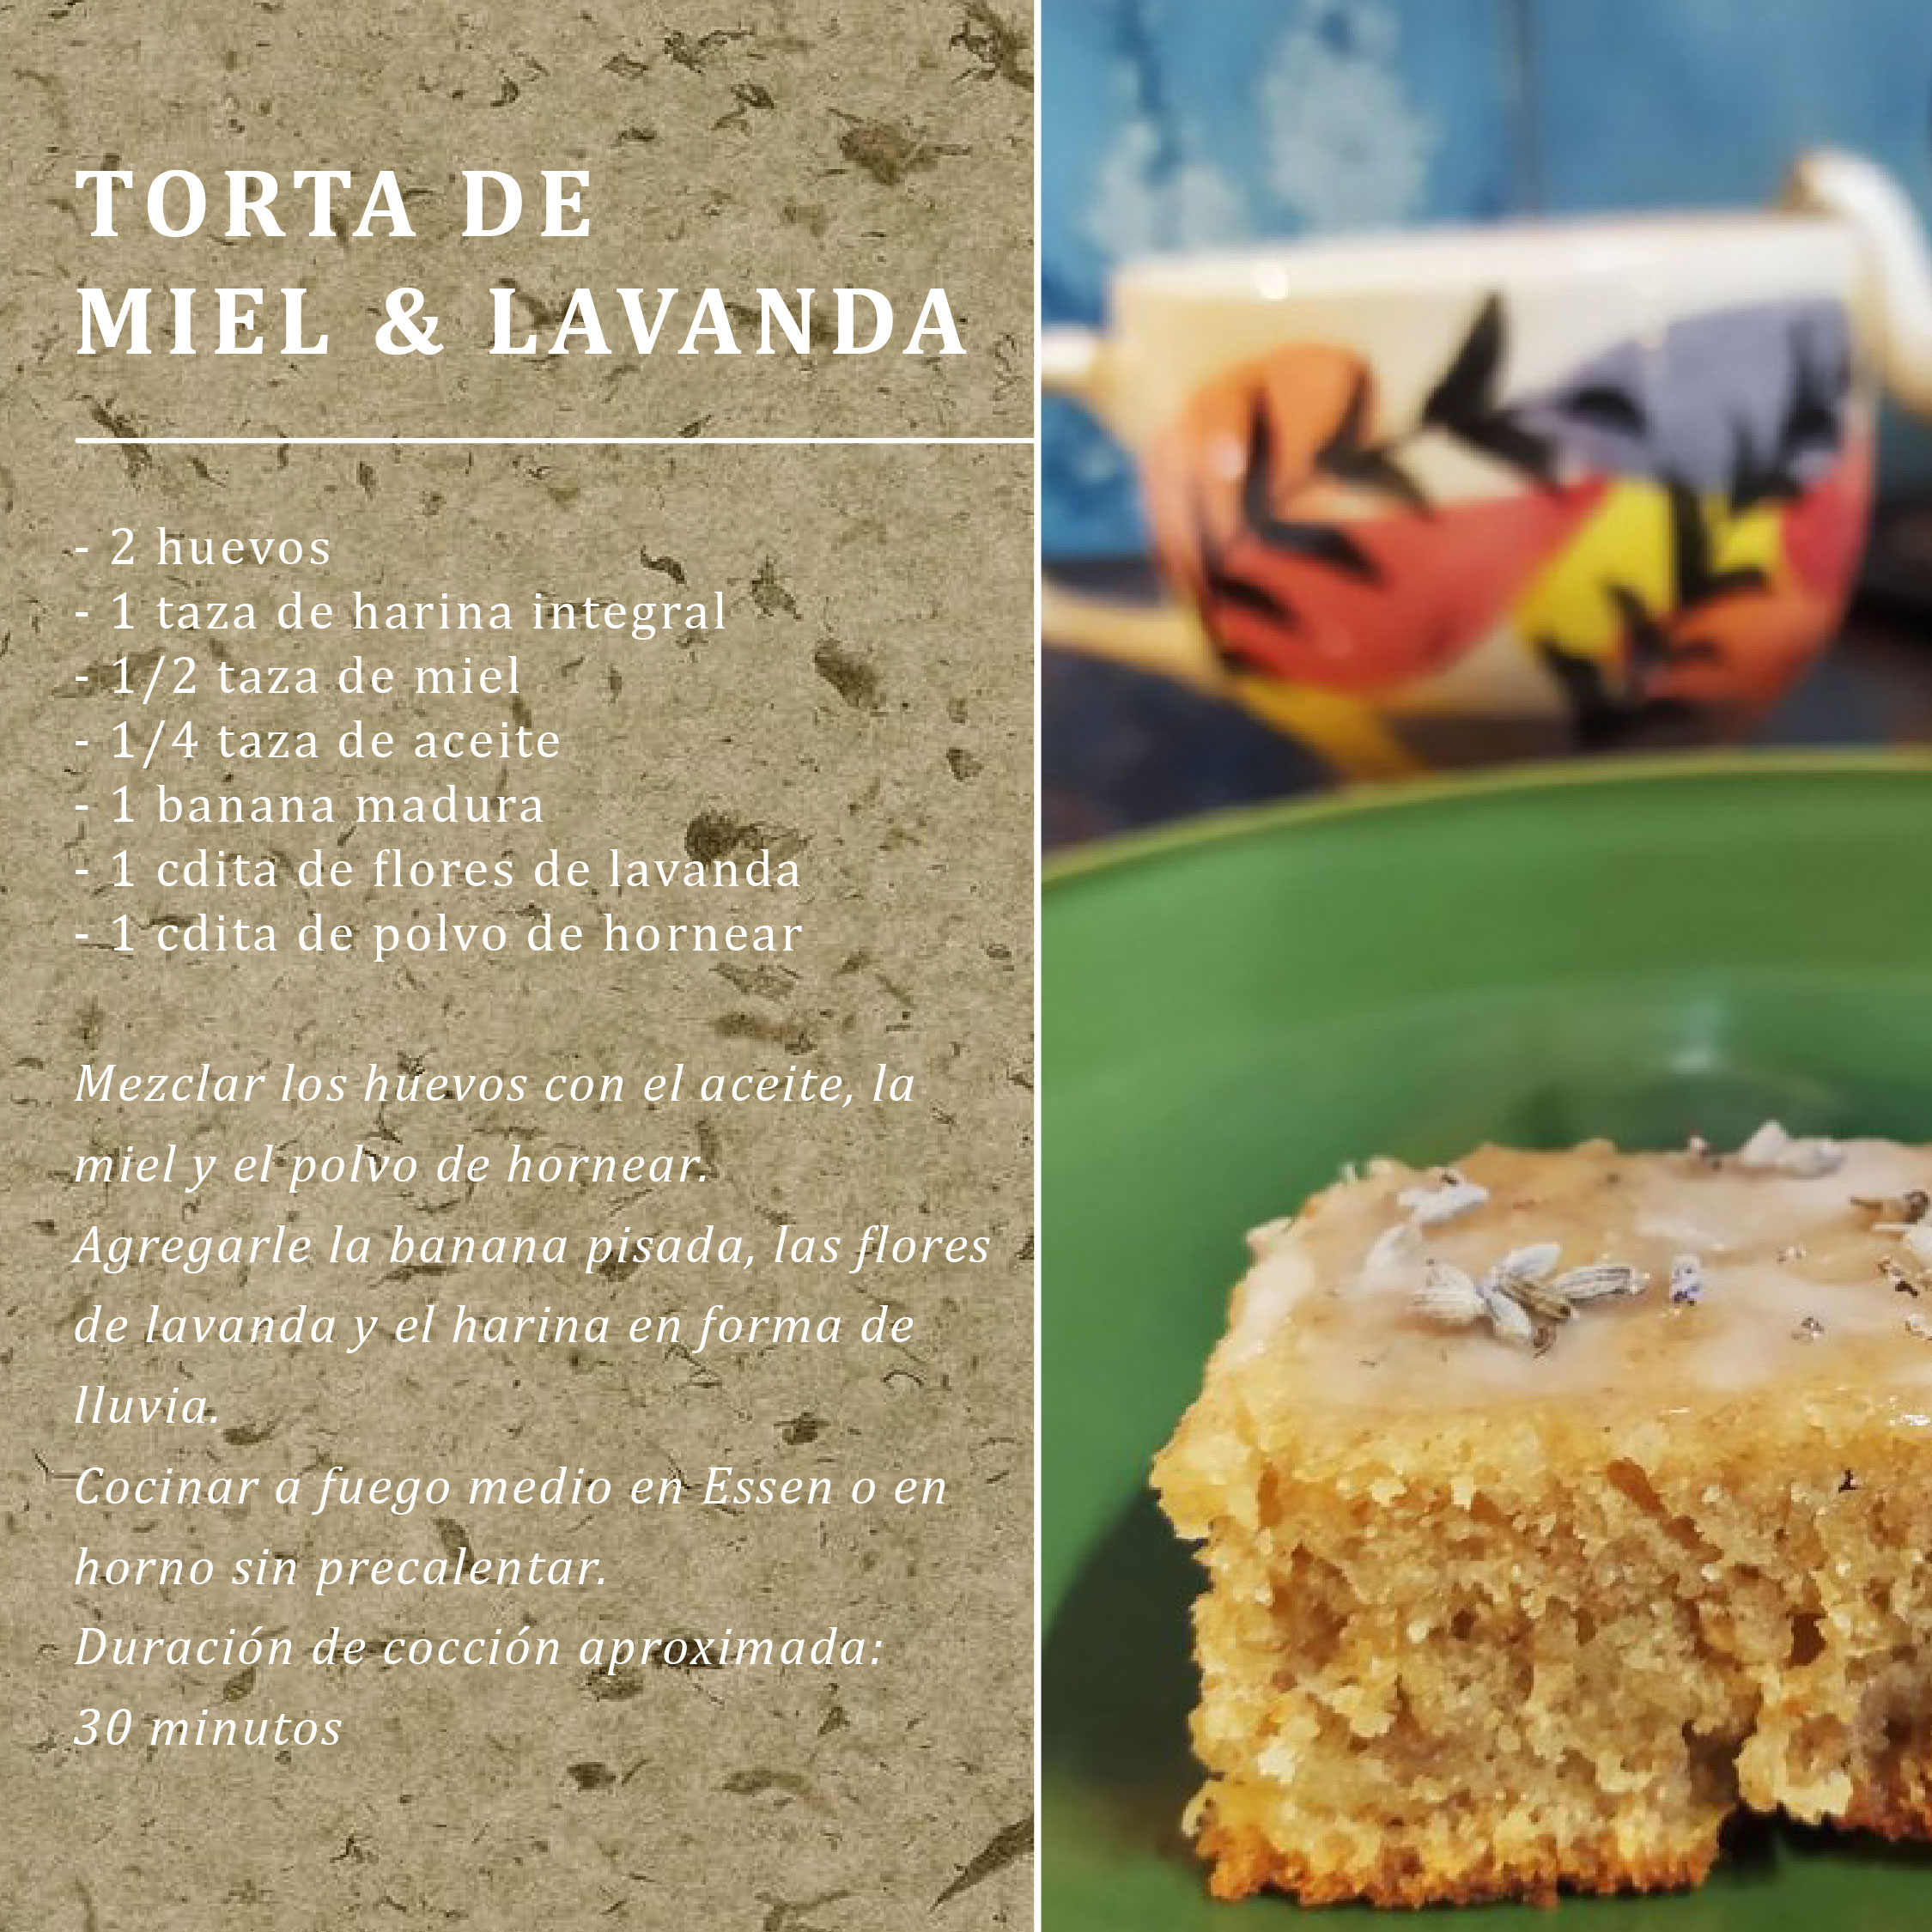 TORTA DE
MIEL & LAVANDA
- 2 huevos
- 1 taza de harina integral
- 1/2 taza de miel
- 1/4 taza de aceite
- 1 banana madura
- 1 cdita de flores de lavanda
- 1 cdita de polvo de hornear
Mezclar los huevos con el aceite, la
miel y el polvo de hornear.
Agregarle la banana pisada, las flores
de lavanda y el harina en forma de
lluvia.
Cocinar a fuego medio en Essen o en
horno sin precalentar.
Duración de cocción aproximada:
30 minutos